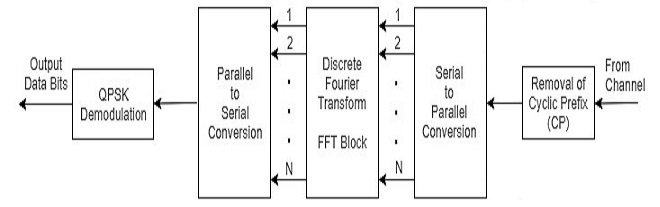 Output
Data Bits
QPSK
Demodulation
Parallel
to
Serial
Conversion
1
2
N
Discrete
Fourier
Transform
FFT Block
1
2
N
Serial
to
Parallel
Conversion
Removal of
Cyclic Prefix
(CP)
From
Channel